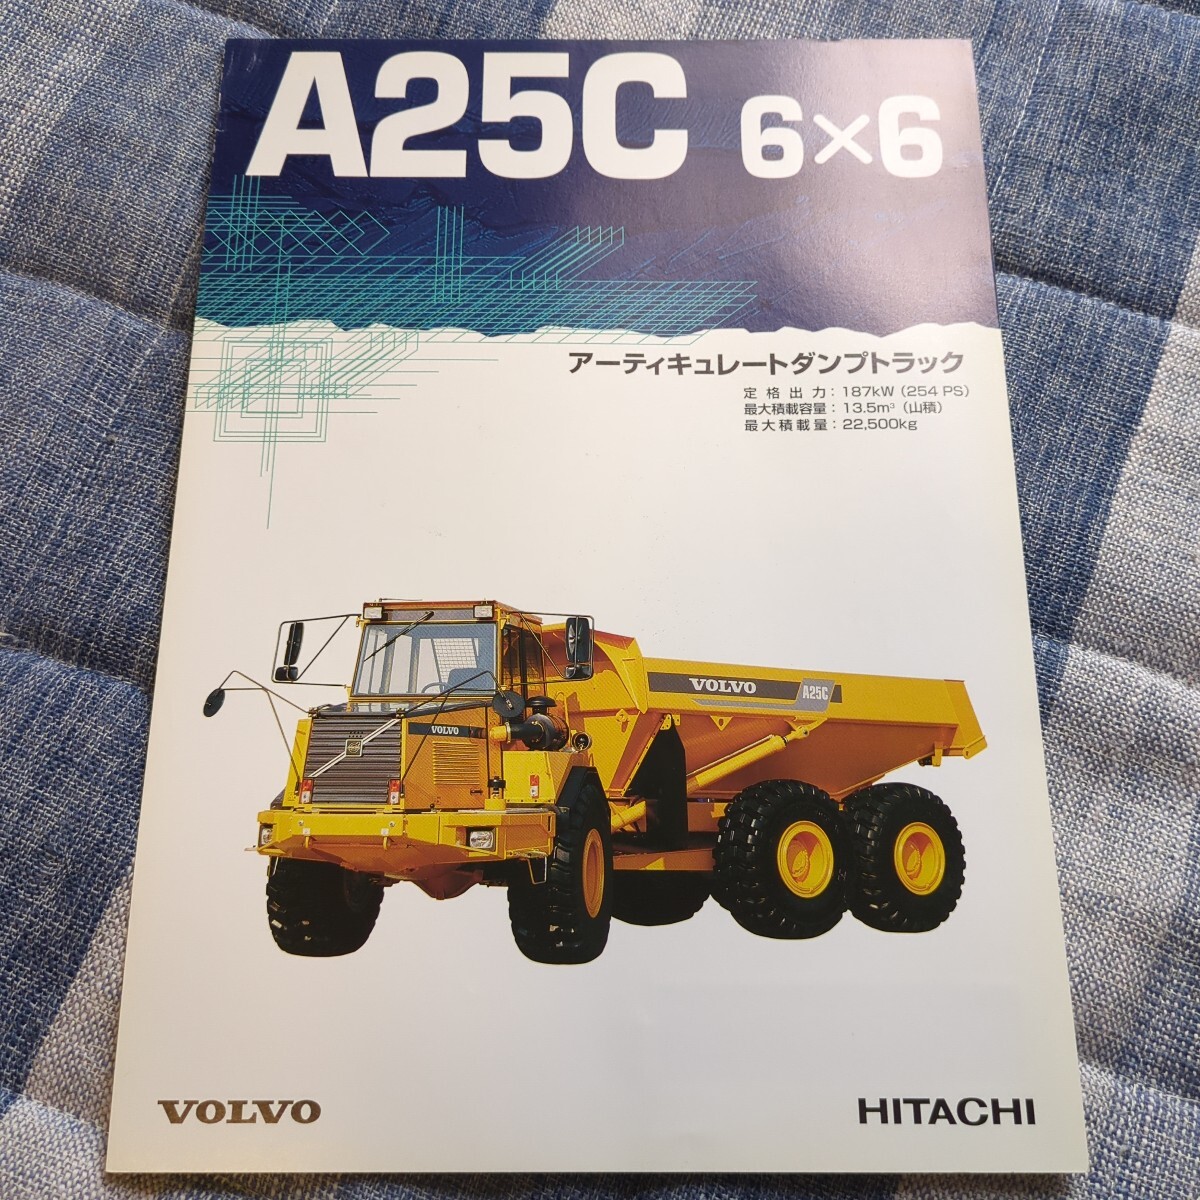 A25C 6×6
アーティキュレートダンプトラック
定格出力：187kW（254 PS）
最大積載容量：13.5m³（山積）
最大積載量：22,500kg
VOLVO A25C
VOLVO
VOLVO HITACHI